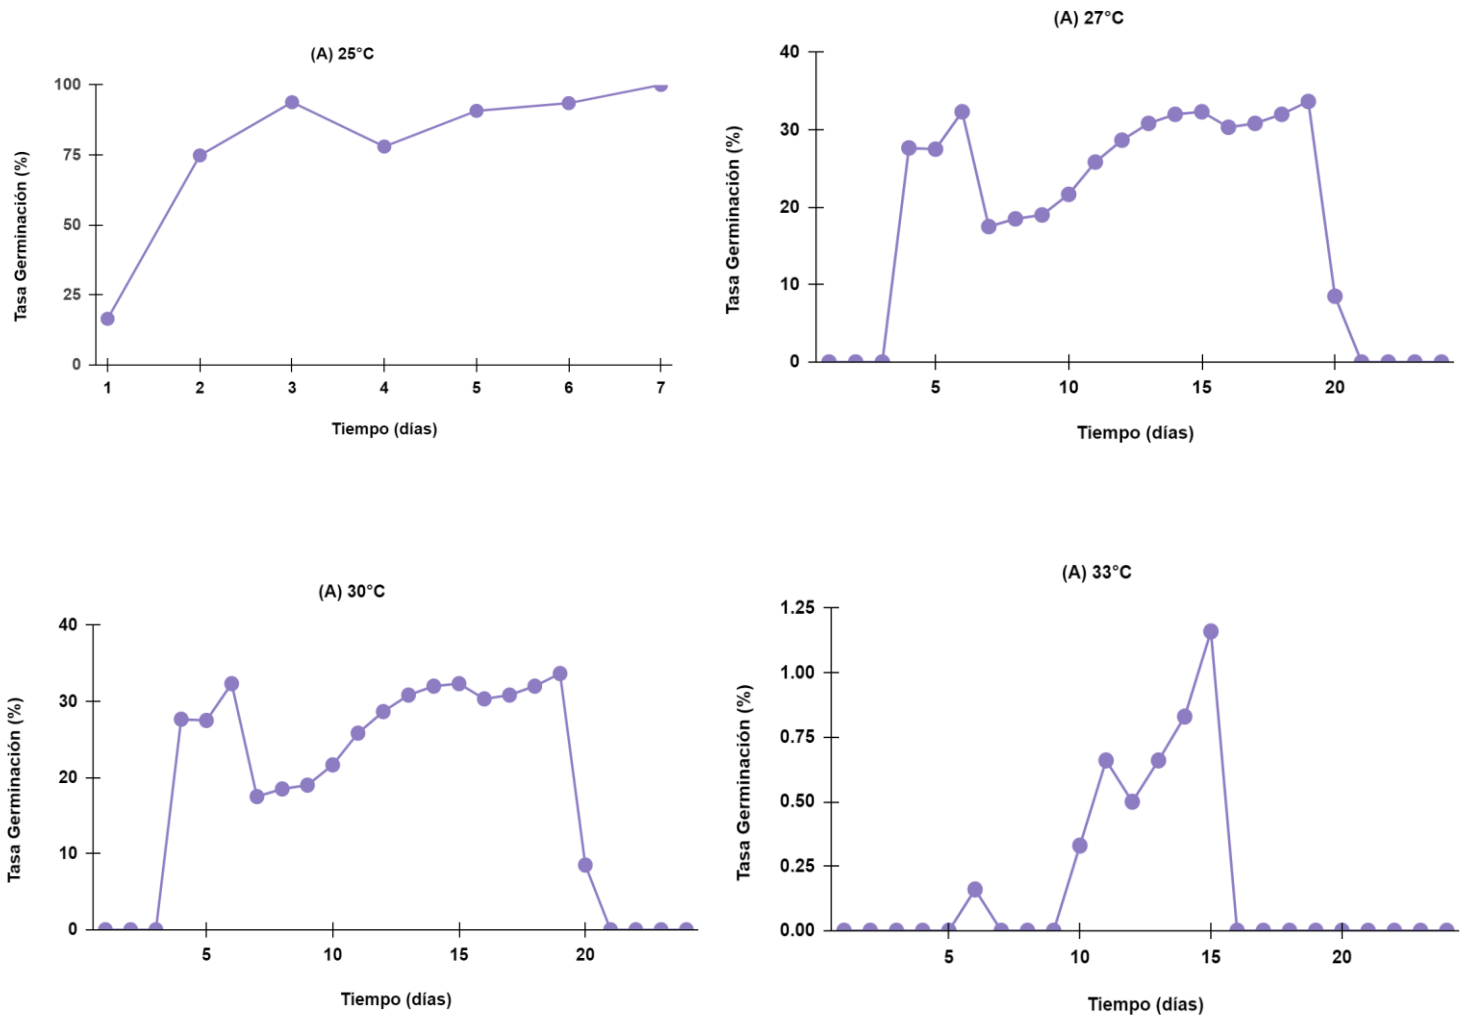 (A) 25°C
100
75
50
25
0
Tasa Germinación (%)
1 2 3 4 5 6 7
Tiempo (días)
(A) 27°C
40
30
20
10
0
Tasa Germinación (%)
5 10 15 20
Tiempo (días)
(A) 30°C
40
30
20
10
0
Tasa Germinación (%)
5 10 15 20
Tiempo (días)
(A) 33°C
1.25
1.00
0.75
0.50
0.25
0.00
Tasa Germinación (%)
5 10 15 20
Tiempo (días)